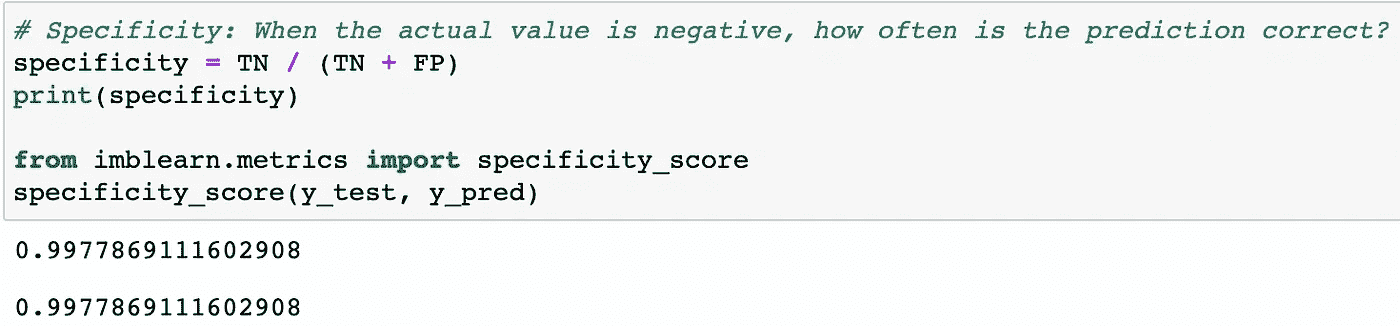 # Specificity: When the actual value is negative, how often is the prediction correct?
specificity = TN / (TN + FP)
print(specificity)
from imblearn.metrics import specificity_score
specificity_score(y_test, y_pred)
0.9977869111602908
0.9977869111602908